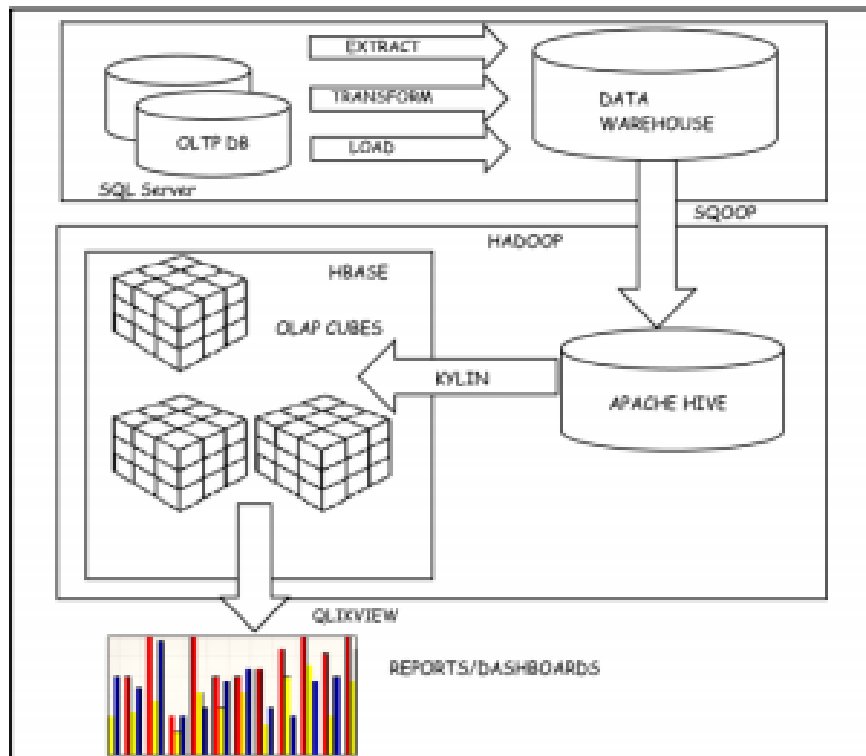 EXTRACT
TRANSFORM
LOAD
OLTP DB
SQL Server
DATA
WAREHOUSE
SQOOP
HADOOP
HBASE
OLAP CUBES
KYLIN
APACHE HIVE
QLIKVIEW
REPORTS/DASHBOARDS